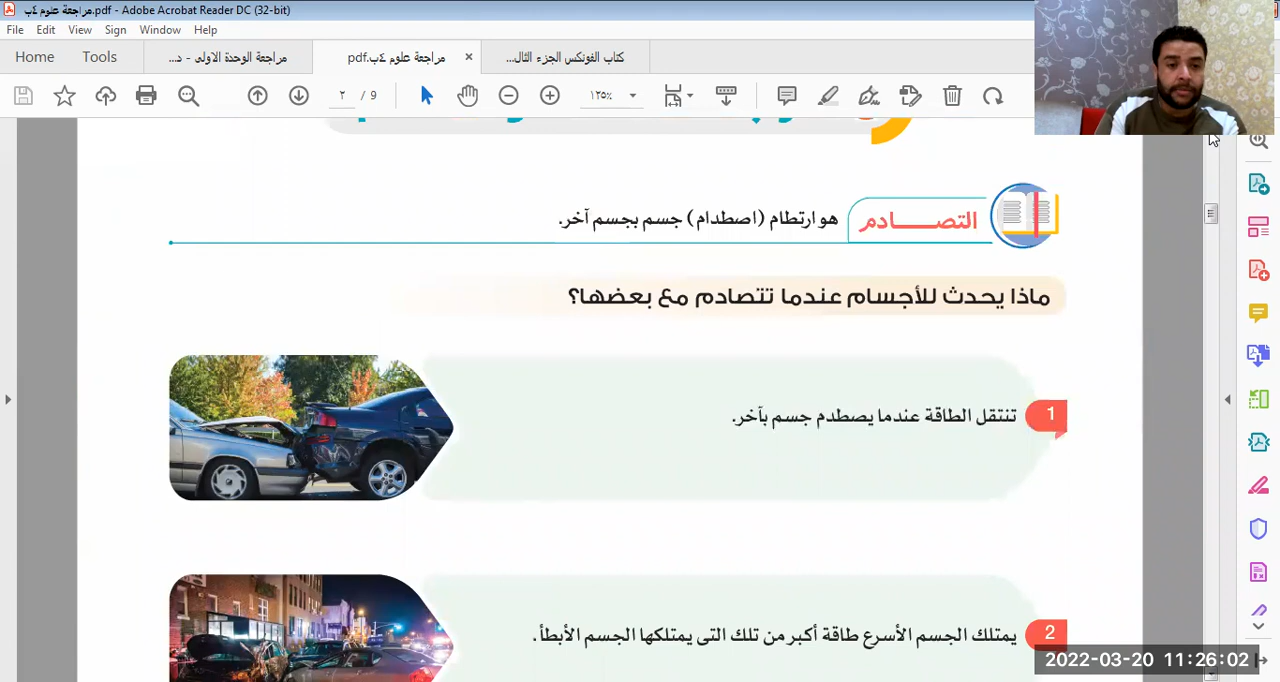 مراجعة علوم ٤ب.pdf - Adobe Acrobat Reader DC (32-bit)
File Edit View Sign Window Help
Home Tools مراجعة الوحدة الاولى - د... مراجعة علوم ٤ب.pdf × كتاب الفونكس الجزء الثال...
٢ / 9 ١٢٥%
التصــــادم هو ارتطام (اصطدام) جسم بجسم آخر.
ماذا يحدث للأجسام عندما تتصادم مع بعضها؟
1 تنتقل الطاقة عندما يصطدم جسم بآخر.
2 يمتلك الجسم الأسرع طاقة أكبر من تلك التى يمتلكها الجسم الأبطأ.
2022-03-20 11:26:02